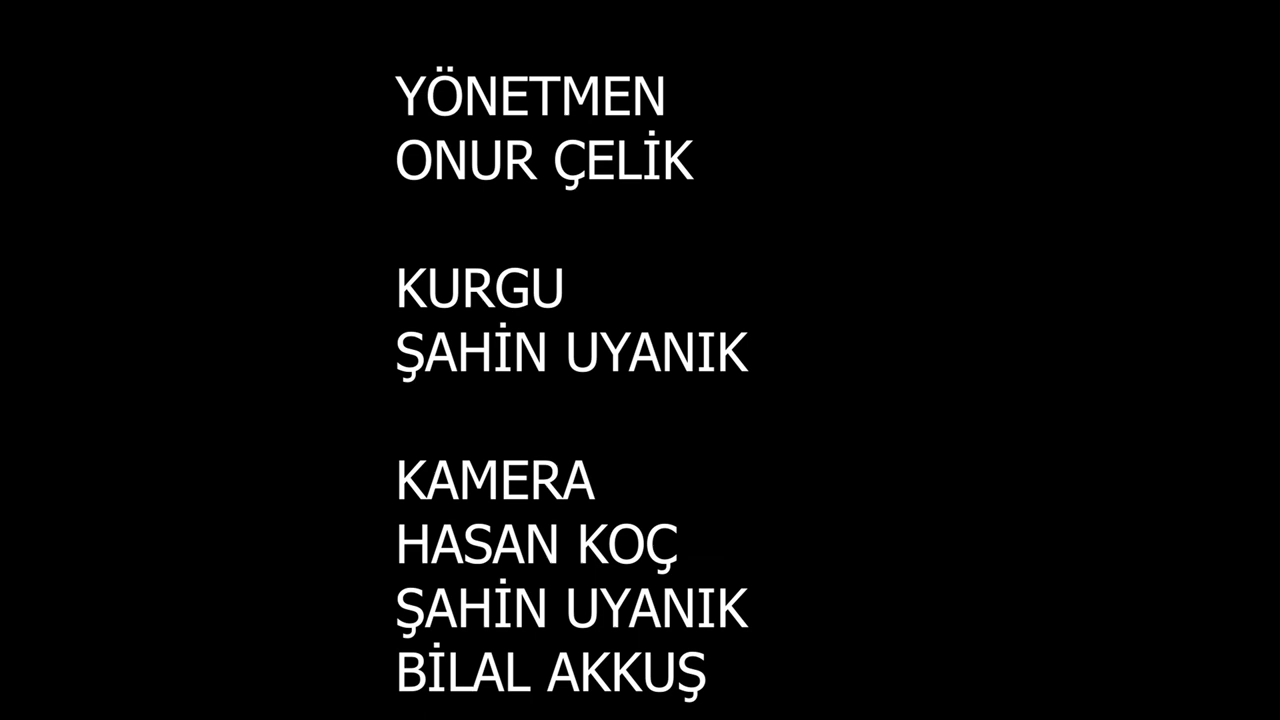 YÖNETMEN
ONUR ÇELİK
KURGU
ŞAHİN UYANIK
KAMERA
HASAN KOÇ
ŞAHİN UYANIK
BİLAL AKKUŞ